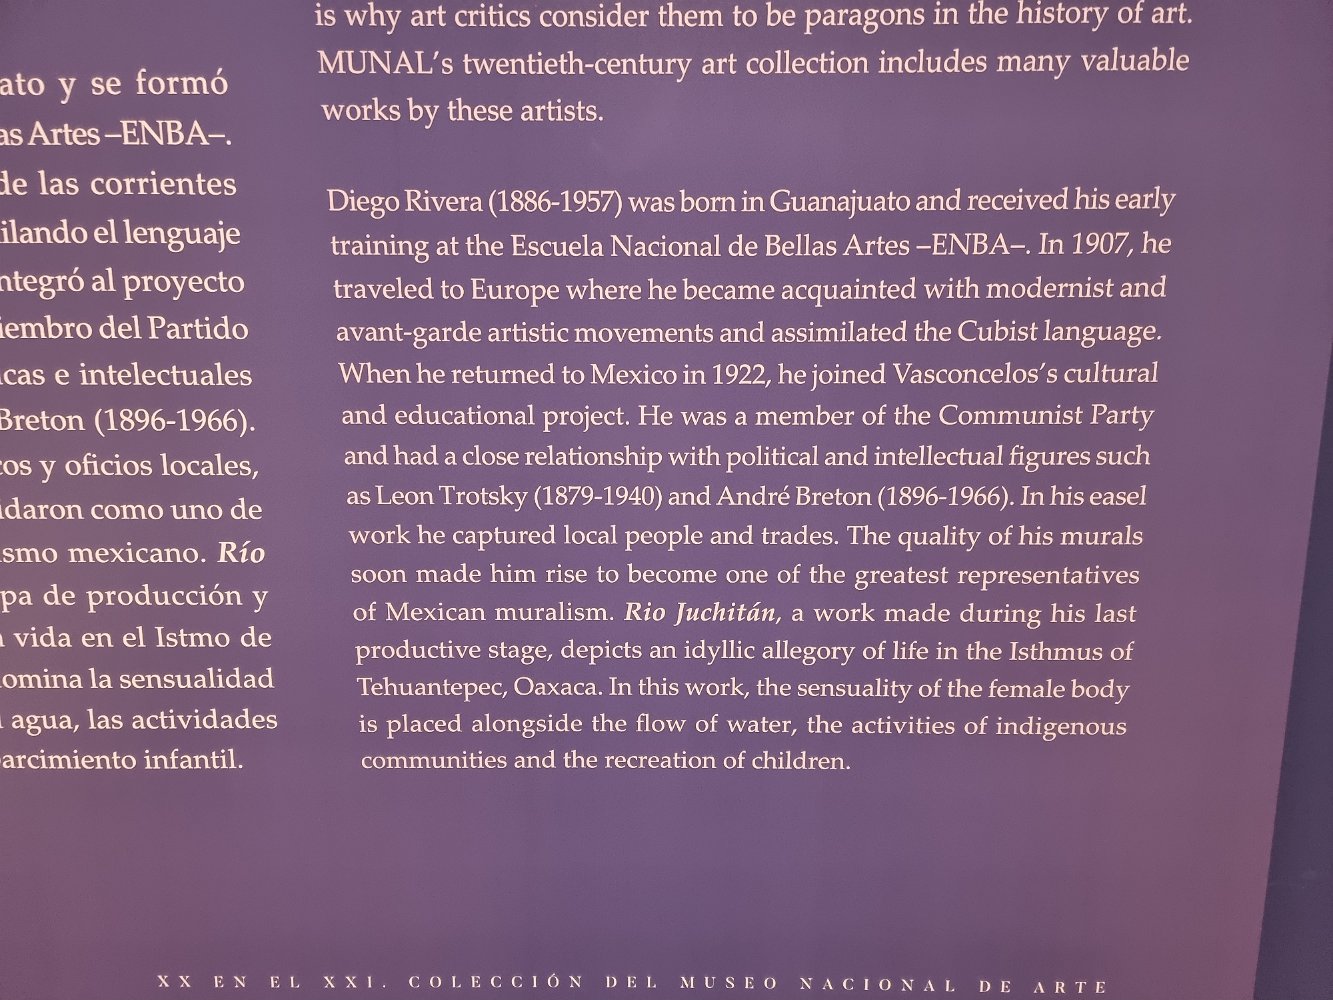 ato y se formó
as Artes –ENBA–.
de las corrientes
ilando el lenguaje
ntegró al proyecto
iembro del Partido
icas e intelectuales
Breton (1896-1966).
cos y oficios locales,
idaron como uno de
ismo mexicano. Río
pa de producción y
vida en el Istmo de
omina la sensualidad
agua, las actividades
arcimiento infantil.
is why art critics consider them to be paragons in the history of art.
MUNAL's twentieth-century art collection includes many valuable
works by these artists.
Diego Rivera (1886-1957) was born in Guanajuato and received his early
training at the Escuela Nacional de Bellas Artes –ENBA–. In 1907, he
traveled to Europe where he became acquainted with modernist and
avant-garde artistic movements and assimilated the Cubist language.
When he returned to Mexico in 1922, he joined Vasconcelos's cultural
and educational project. He was a member of the Communist Party
and had a close relationship with political and intellectual figures such
as Leon Trotsky (1879-1940) and André Breton (1896-1966). In his easel
work he captured local people and trades. The quality of his murals
soon made him rise to become one of the greatest representatives
of Mexican muralism. Rio Juchitán, a work made during his last
productive stage, depicts an idyllic allegory of life in the Isthmus of
Tehuantepec, Oaxaca. In this work, the sensuality of the female body
is placed alongside the flow of water, the activities of indigenous
communities and the recreation of children.
XX EN EL XXI. COLECCIÓN DEL MUSEO NACIONAL DE ARTE